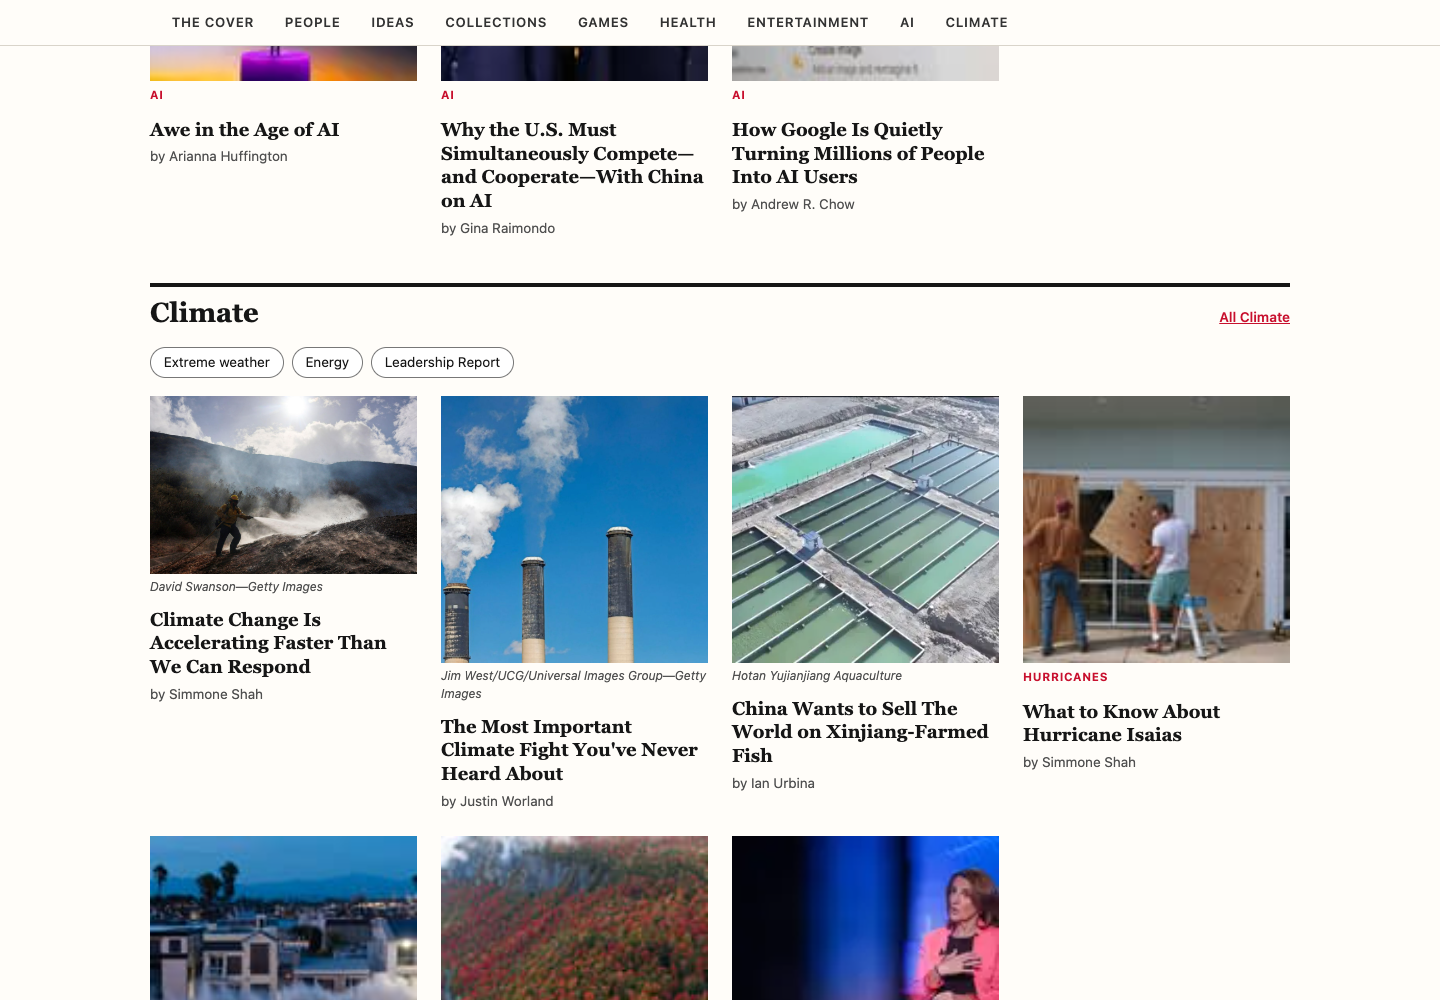 THE COVER PEOPLE IDEAS COLLECTIONS GAMES HEALTH ENTERTAINMENT AI CLIMATE
Create image
AI
Awe in the Age of AI
by Arianna Huffington
AI
Why the U.S. Must
Simultaneously Compete—
and Cooperate—With China
on AI
by Gina Raimondo
AI
How Google Is Quietly
Turning Millions of People
Into AI Users
by Andrew R. Chow
Climate
All Climate
Extreme weather
Energy
Leadership Report
David Swanson—Getty Images
Climate Change Is
Accelerating Faster Than
We Can Respond
by Simmone Shah
Jim West/UCG/Universal Images Group—Getty
Images
The Most Important
Climate Fight You've Never
Heard About
by Justin Worland
Hotan Yujianjiang Aquaculture
China Wants to Sell The
World on Xinjiang-Farmed
Fish
by Ian Urbina
HURRICANES
What to Know About
Hurricane Isaias
by Simmone Shah